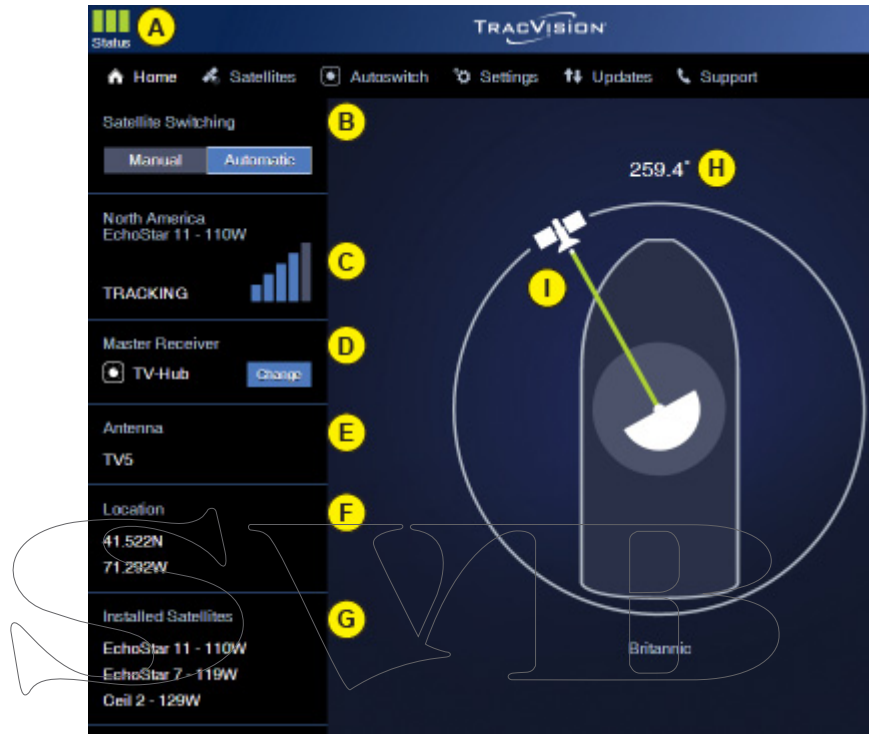 Status
A
TRACVISION
Home Satellites Autoswitch Settings Updates Support
Satellite Switching
B
Manual Automatic
North America
EchoStar 11 - 110W
C
TRACKING
Master Receiver
D
TV-Hub Change
Antenna
E
TV5
Location
F
41.522N
71.292W
Installed Satellites
G
EchoStar 11 - 110W
EchoStar 7 - 119W
Ceil 2 - 129W
259.4° H
I
Britannic
SVB